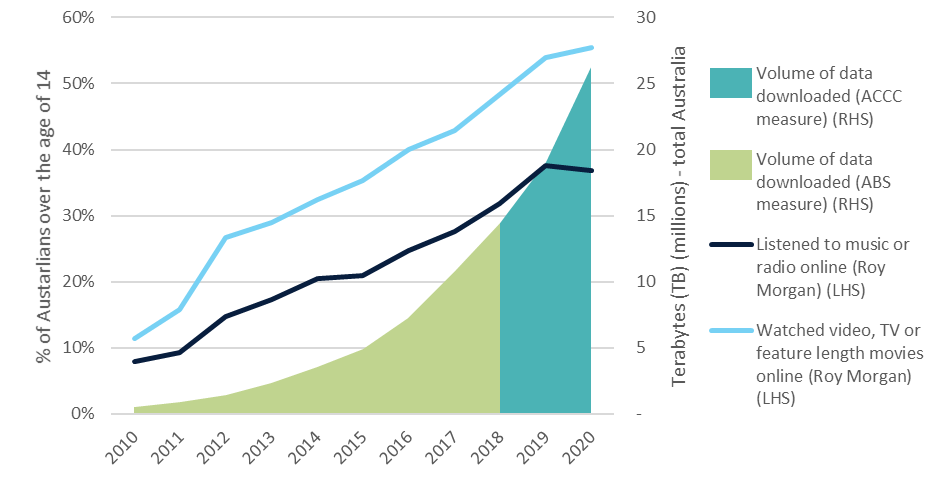 60%
50%
40%
30%
20%
10%
0%
% of Austarlians over the age of 14
30
25
20
15
10
5
-
Terabytes (TB) (millions) - total Australia
2010
2011
2012
2013
2014
2015
2016
2017
2018
2019
2020
Volume of data
downloaded (ACCC
measure) (RHS)
Volume of data
downloaded (ABS
measure) (RHS)
Listened to music or
radio online (Roy
Morgan) (LHS)
Watched video, TV or
feature length movies
online (Roy Morgan)
(LHS)